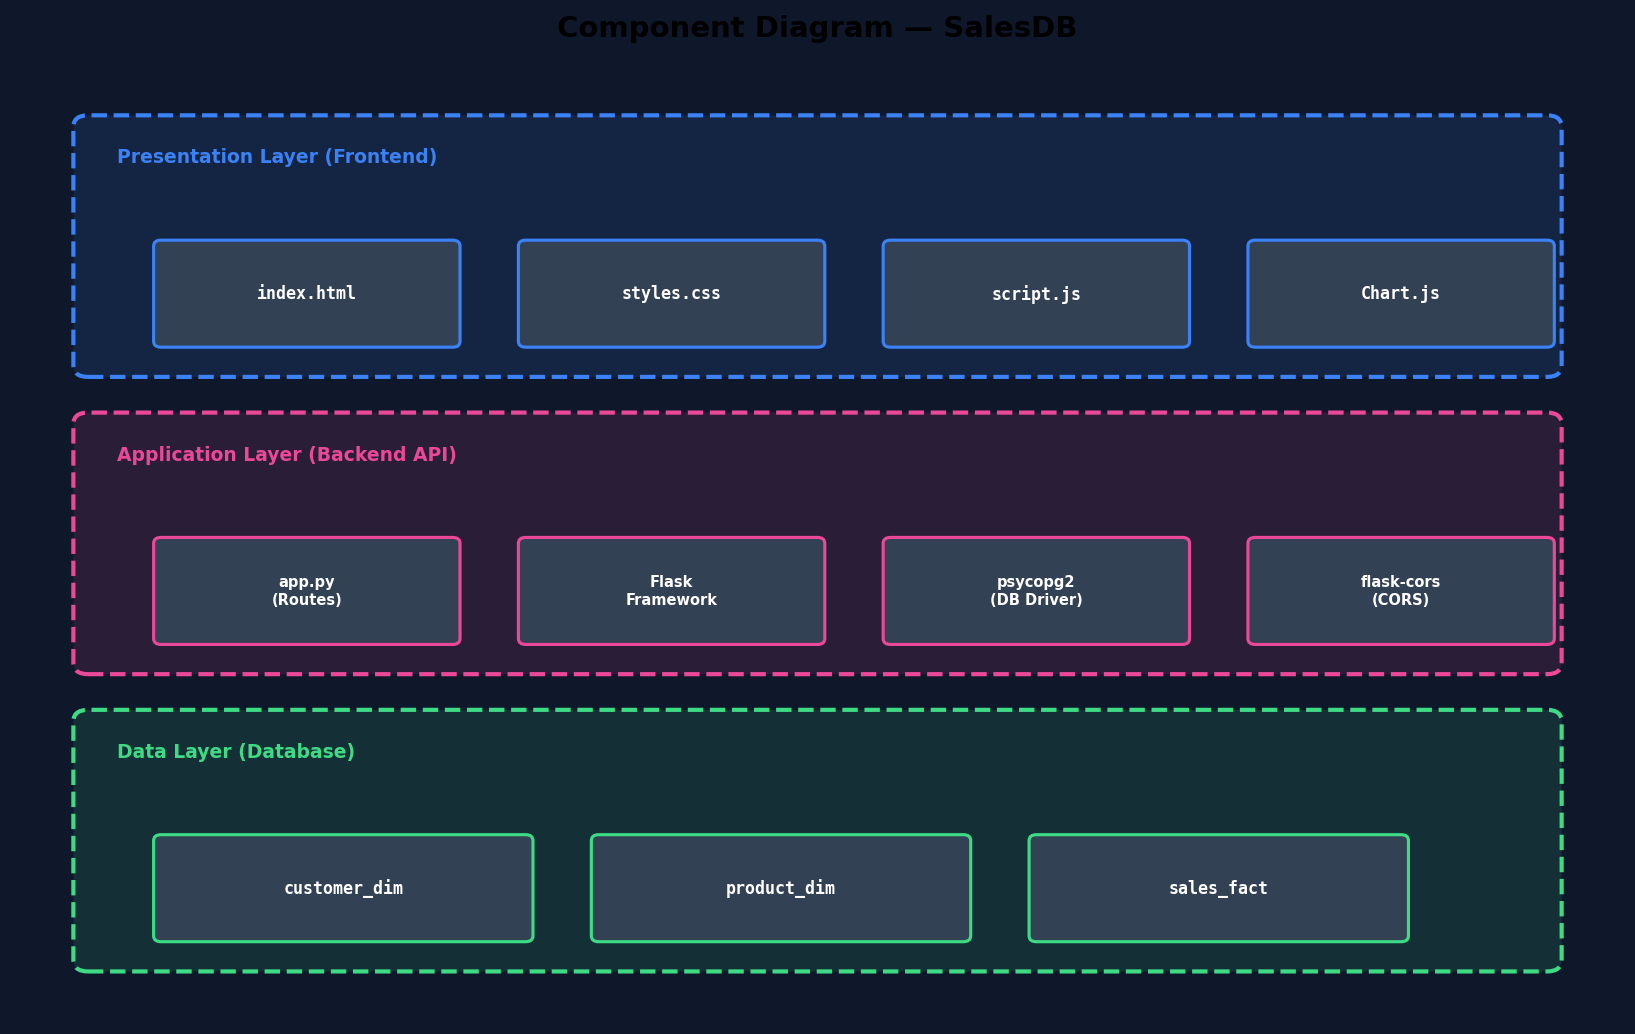 Component Diagram — SalesDB
Presentation Layer (Frontend)
index.html
styles.css
script.js
Chart.js
Application Layer (Backend API)
app.py
(Routes)
Flask
Framework
psycopg2
(DB Driver)
flask-cors
(CORS)
Data Layer (Database)
customer_dim
product_dim
sales_fact